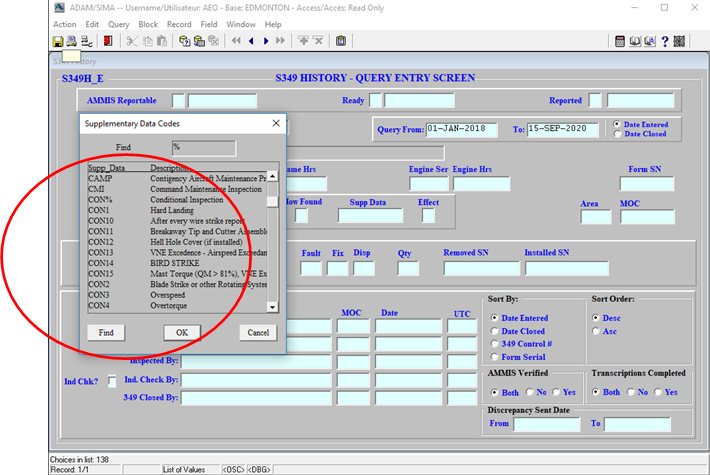 ADAM/SIMA -- Username/Utilisateur: AEO - Base: EDMONTON - Access/Accès: Read Only
Action Edit Query Block Record Field Window Help
S349 History
S349H_E
S349 HISTORY - QUERY ENTRY SCREEN
AMMIS Reportable Ready Reported
Supplementary Data Codes
Find %
Query From: 01-JAN-2018 To: 15-SEP-2020
Date Entered
Date Closed
Supp_Data Description
CAMP Contigency Aircraft Maintenance Pr
CMI Command Maintenance Inspection
CON% Conditional Inspection
CON1 Hard Landing
CON10 After every wire strike report
CON11 Breakaway Tip and Cutter Assemble
CON12 Hell Hole Cover (if installed)
CON13 VNE Excedence - Airspeed Exceedan
CON14 BIRD STRIKE
CON15 Mast Torque (QM > 81%), VNE Ex
CON2 Blade Strike or other Rotating System
CON3 Overspeed
CON4 Overtorque
Find OK Cancel
Hrs Engine Ser Engine Hrs Form SN
Found Supp Data Effect Area MOC
Fault Fix Disp Qty Removed SN Installed SN
MOC Date UTC
Inspected By:
Ind Chk? Ind. Check By:
349 Closed By:
Sort By: Sort Order:
Date Entered Desc
Date Closed Asc
349 Control #
Form Serial
AMMIS Verified Transcriptions Completed
Both No Yes Both No Yes
Discrepancy Sent Date
From To
Choices in list: 138
Record: 1/1 List of Values <OSC> <DBG>